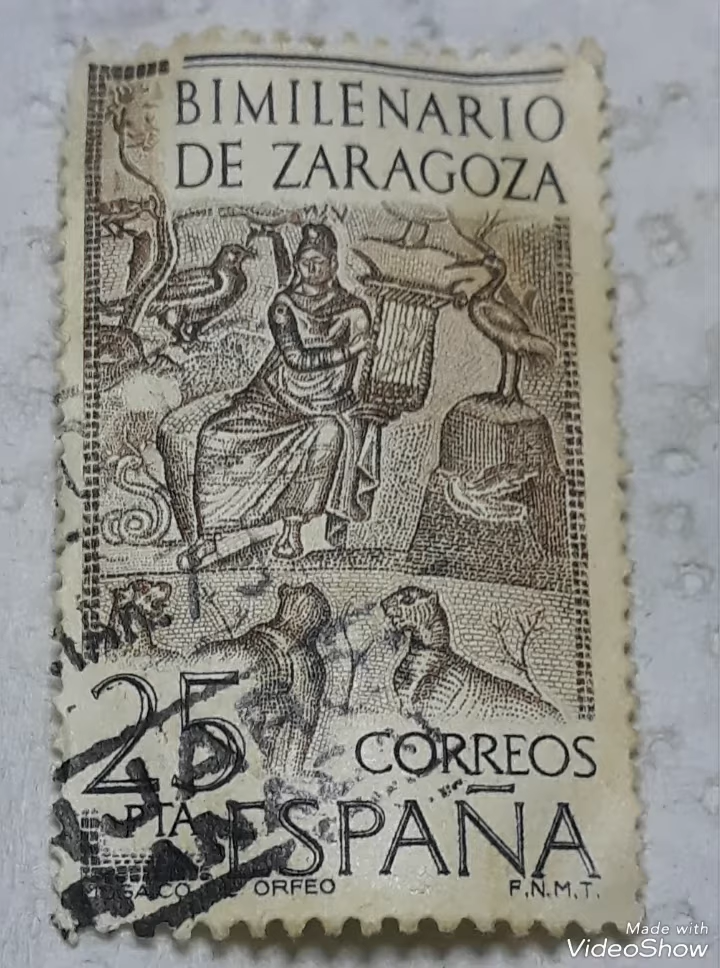 BIMILENARIO
DE ZARAGOZA
25
PTA
CORREOS
ESPAÑA
ORFEO
F.N.M.T.
Made with
VideoShow